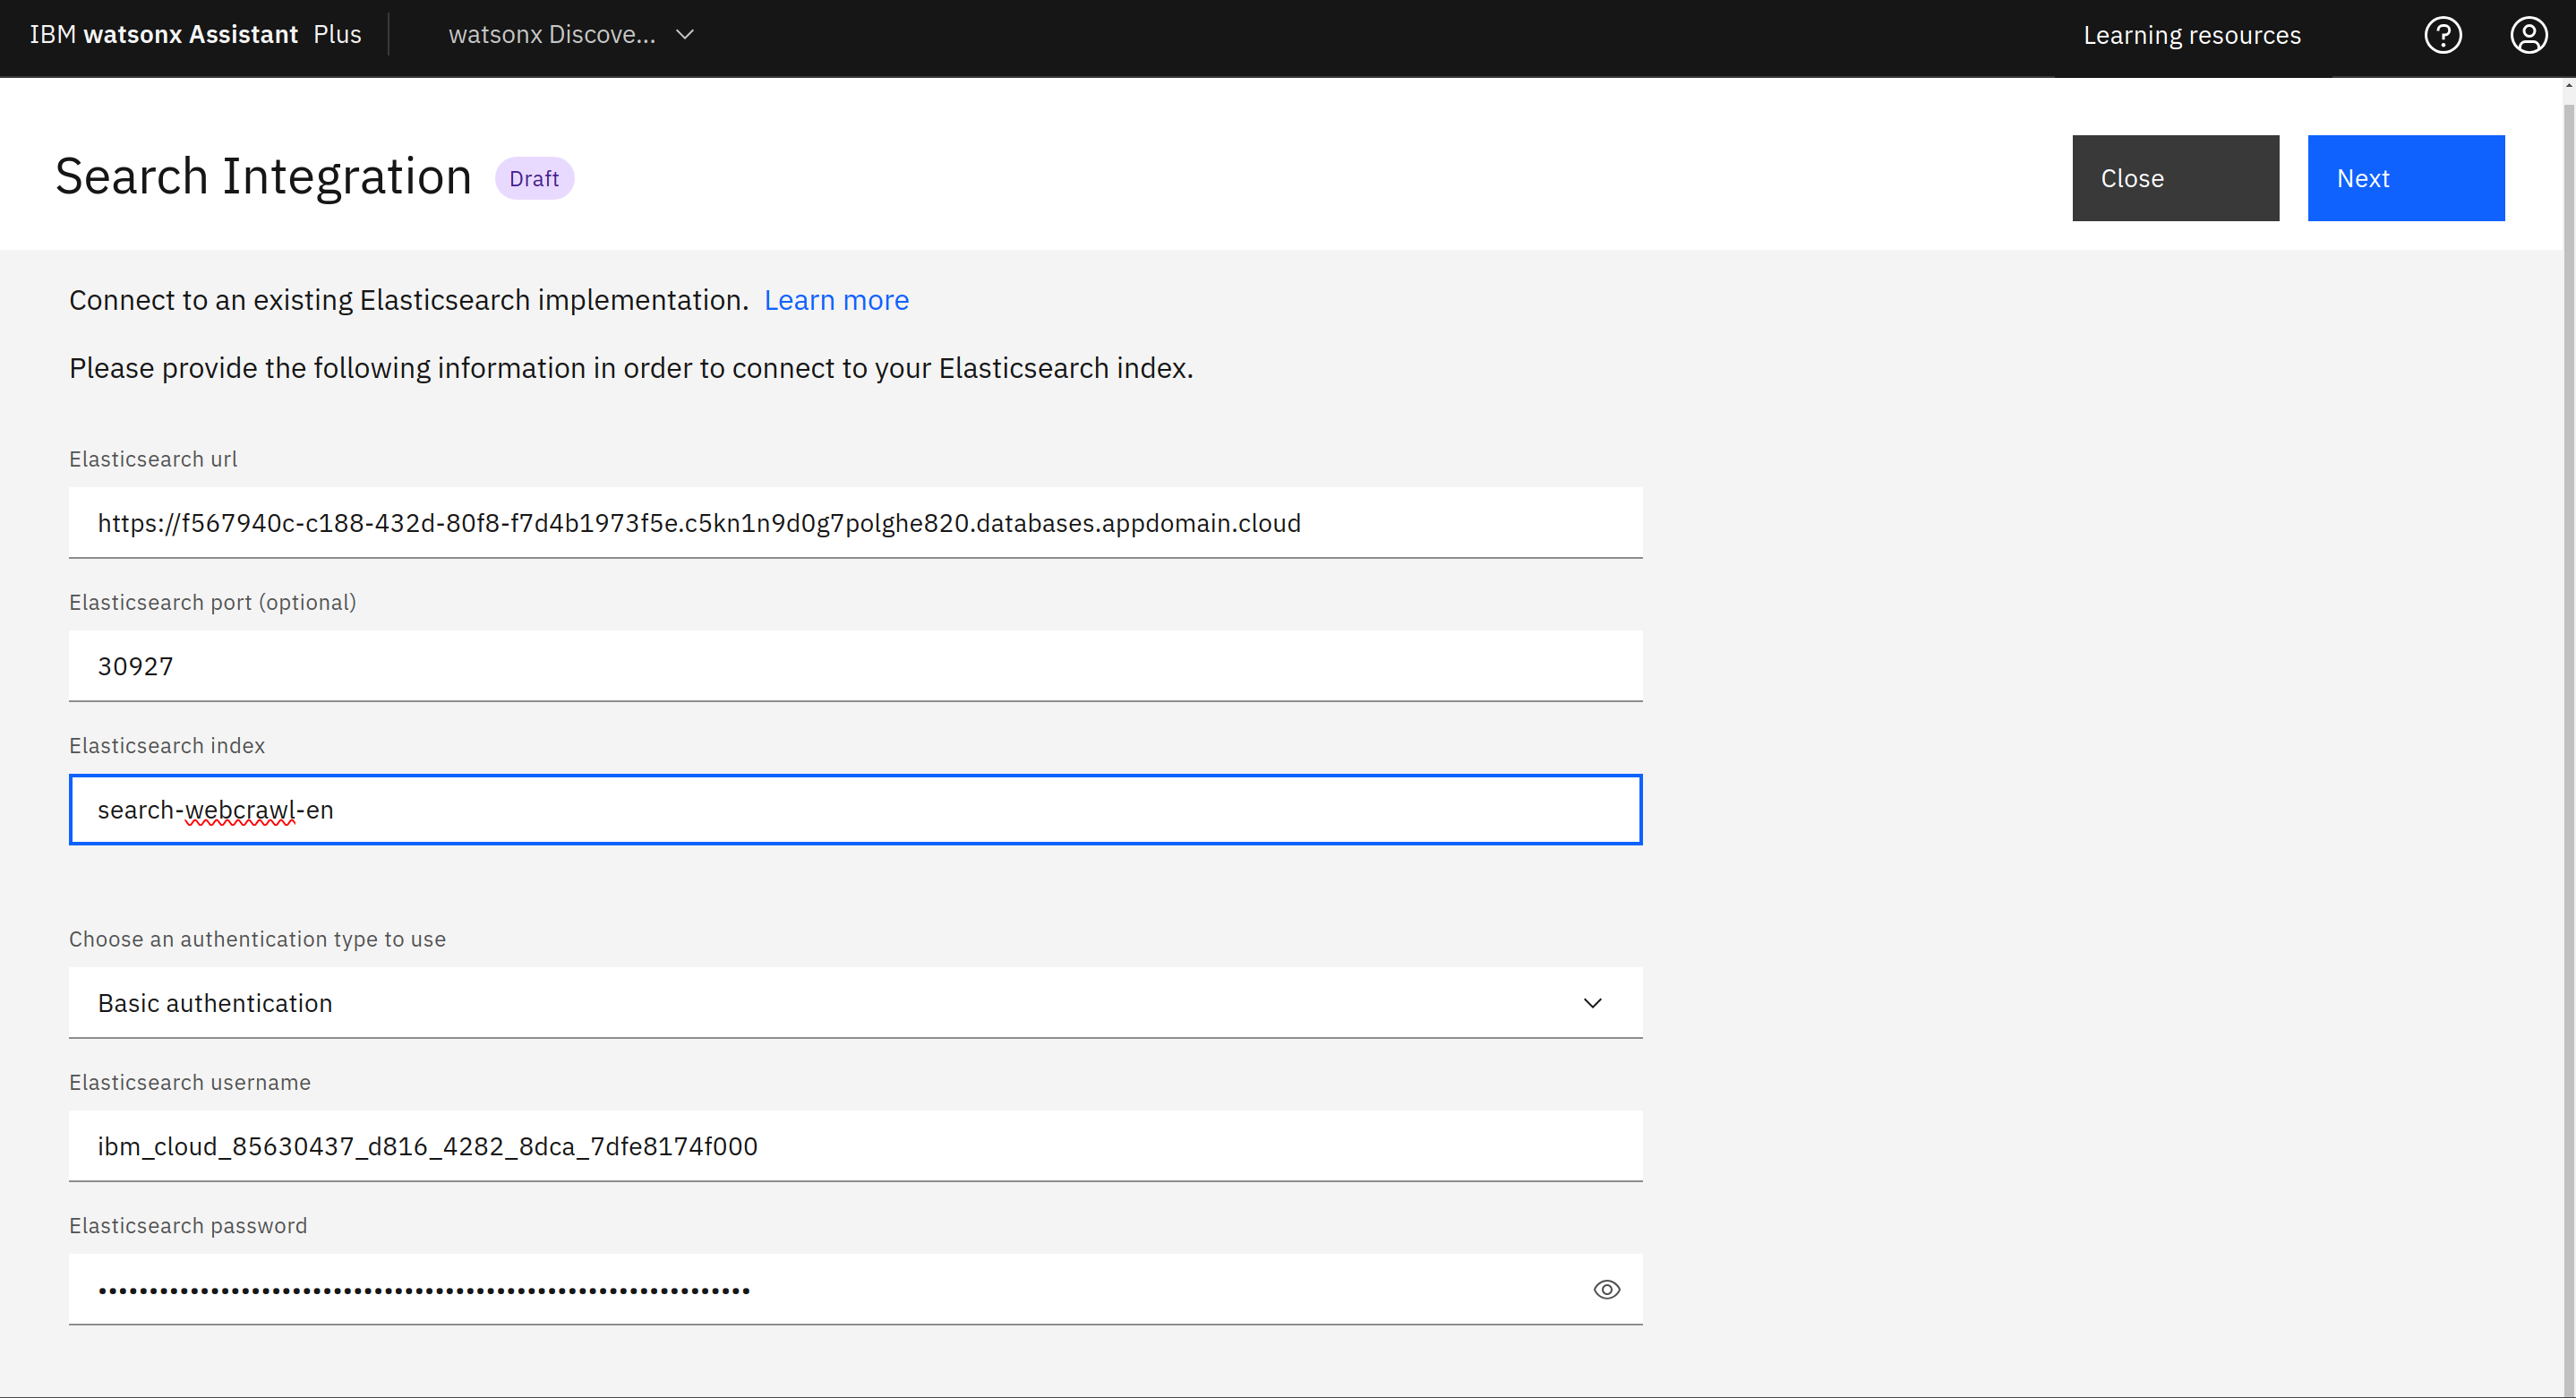 IBM watsonx Assistant Plus watsonx Discove... Learning resources
Search Integration Draft Close Next
Connect to an existing Elasticsearch implementation. Learn more
Please provide the following information in order to connect to your Elasticsearch index.
Elasticsearch url
https://f567940c-c188-432d-80f8-f7d4b1973f5e.c5kn1n9d0g7polghe820.databases.appdomain.cloud
Elasticsearch port (optional)
30927
Elasticsearch index
search-webcrawl-en
Choose an authentication type to use
Basic authentication
Elasticsearch username
ibm_cloud_85630437_d816_4282_8dca_7dfe8174f000
Elasticsearch password